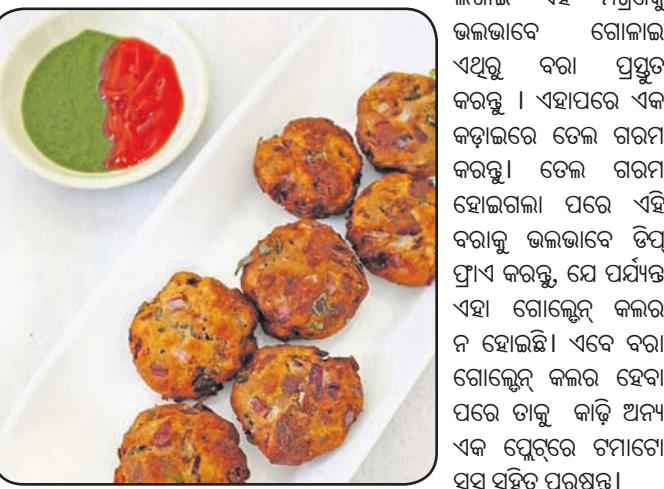 ଭଲଭାବେ ଗୋଳାଇ
ଏଥିରୁ ବରା ପ୍ରସ୍ତୁତ
କରନ୍ତୁ । ଏହାପରେ ଏକ
କଡ଼ାଇରେ ତେଲ ଗରମ
କରନ୍ତୁ। ତେଲ ଗରମ
ହୋଇଗଲା ପରେ ଏହି
ବରାକୁ ଭଲଭାବେ ଡିପ୍
ଫ୍ରାଏ କରନ୍ତୁ, ଯେ ପର୍ଯ୍ୟନ୍ତ
ଏହା ଗୋଲ୍ଡେନ୍ କଲର
ନ ହୋଇଛି। ଏବେ ବରା
ଗୋଲ୍ଡେନ୍ କଲର ହେବା
ପରେ ତାକୁ କାଢ଼ି ଅନ୍ୟ
ଏକ ପ୍ଲେଟ୍‌ରେ ଟମାଟୋ
ସସ୍ ସହିତ ପରଷନ୍ତୁ।